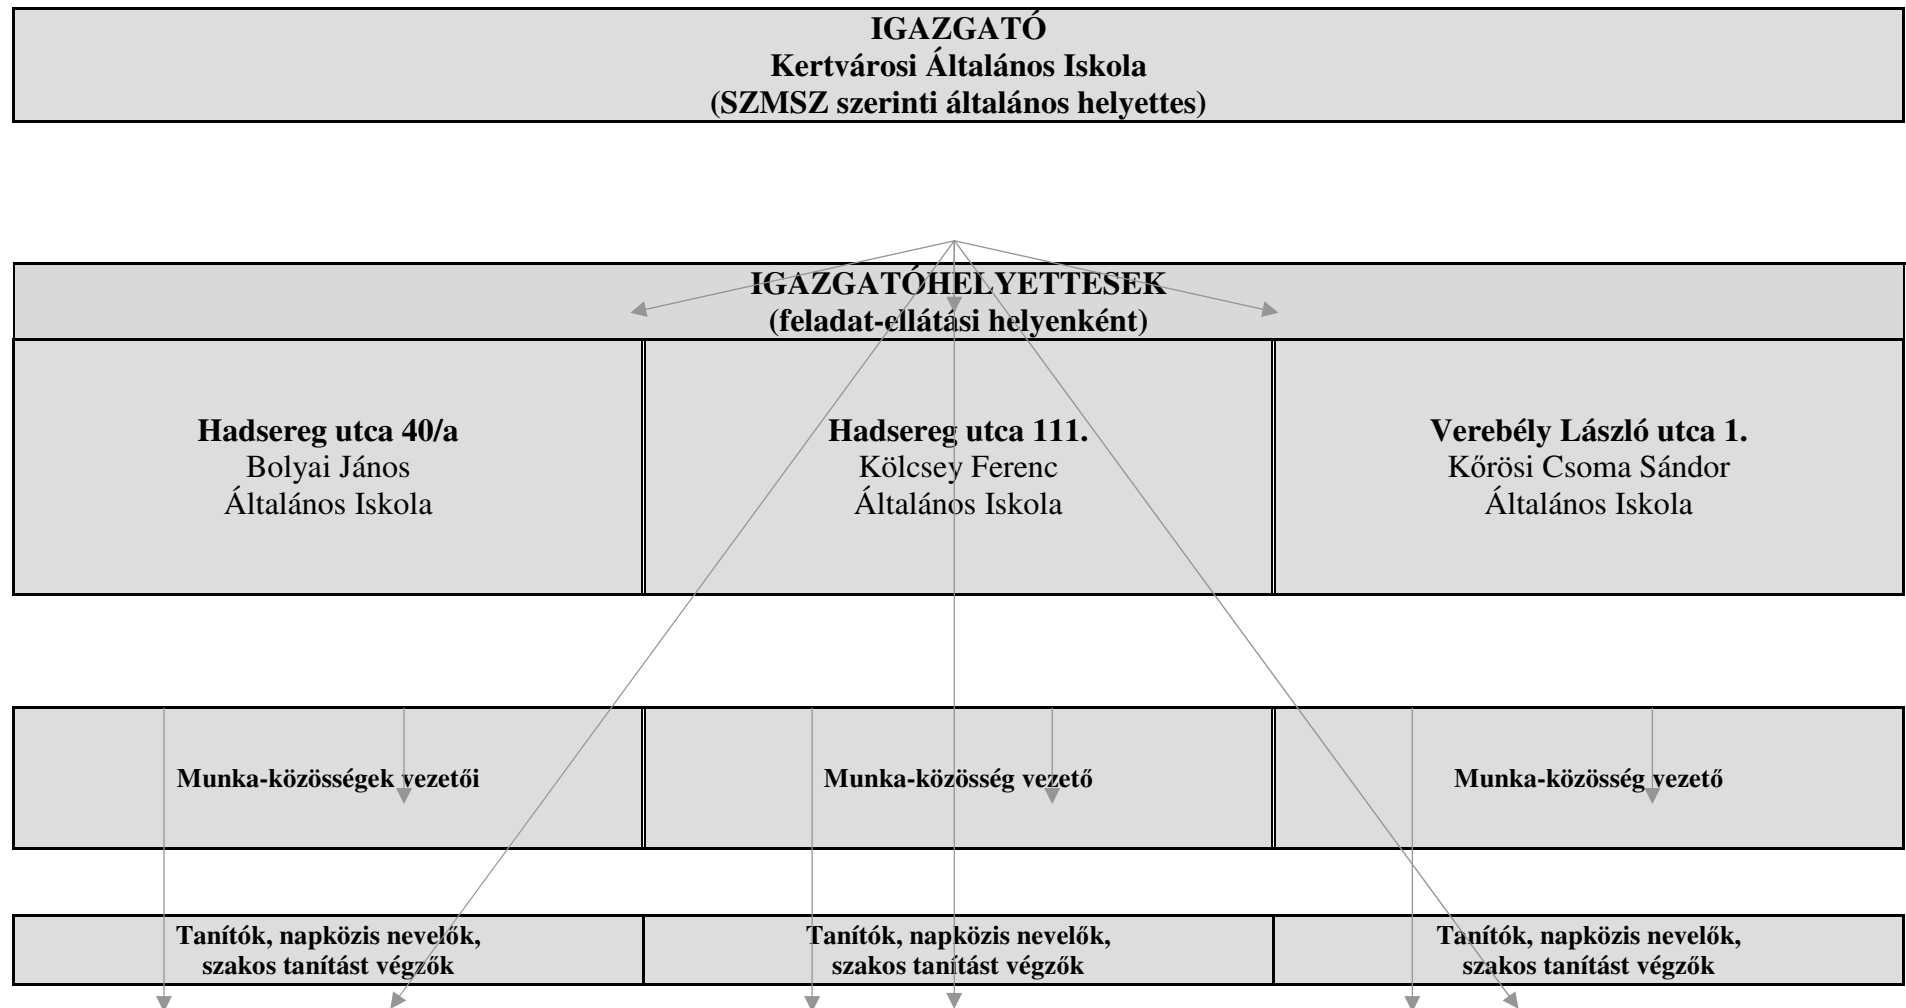 IGAZGATÓ
Kertvárosi Általános Iskola
(SZMSZ szerinti általános helyettes)
IGAZGATÓHELYETTESEK
(feladat-ellátási helyenként)
Hadsereg utca 40/a
Bolyai János
Általános Iskola
Hadsereg utca 111.
Kölcsey Ferenc
Általános Iskola
Verebély László utca 1.
Kőrösi Csoma Sándor
Általános Iskola
Munka-közösségek vezetői
Munka-közösség vezető
Munka-közösség vezető
Tanítók, napközis nevelők,
szakos tanítást végzők
Tanítók, napközis nevelők,
szakos tanítást végzők
Tanítók, napközis nevelők,
szakos tanítást végzők